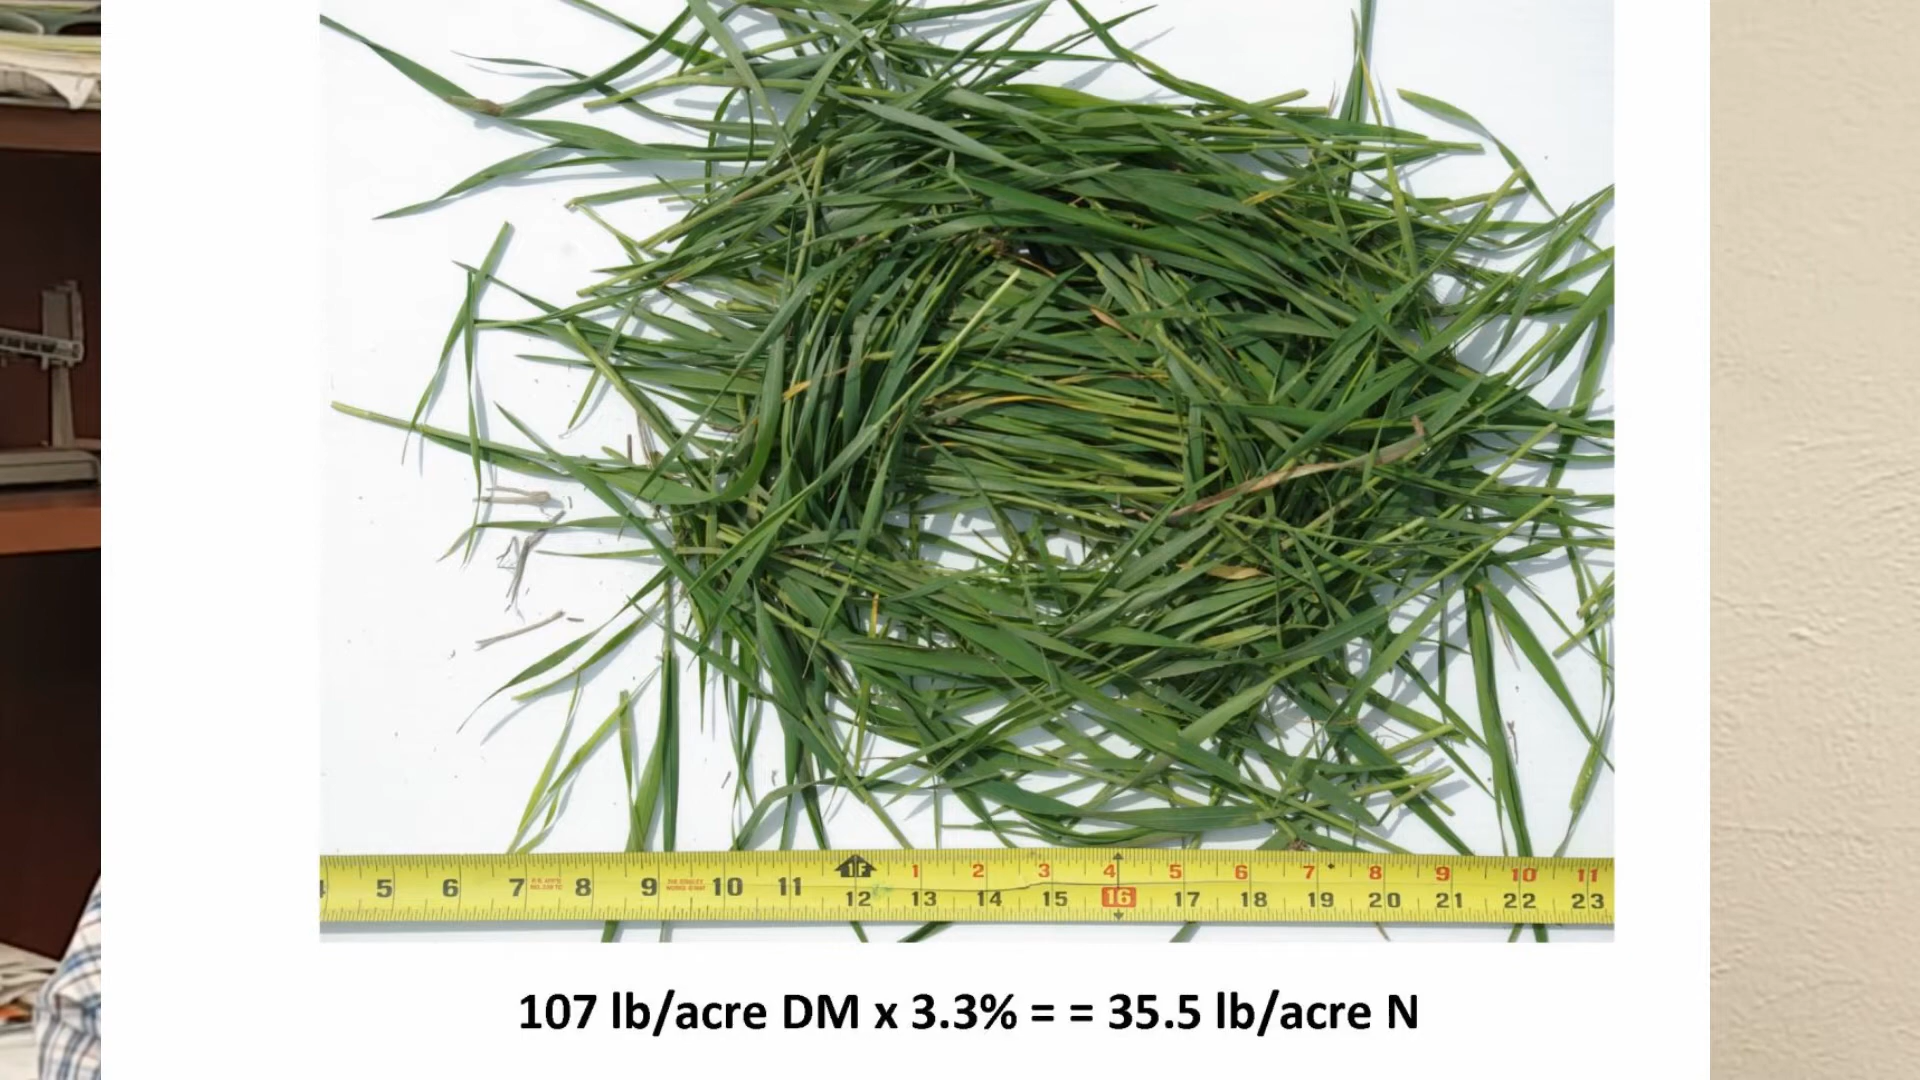 1F 1 2 3 4 5 6 7 8 9 10 11
5 6 7 8 9 10 11 12 13 14 15 16 17 18 19 20 21 22 23
107 lb/acre DM x 3.3% = = 35.5 lb/acre N